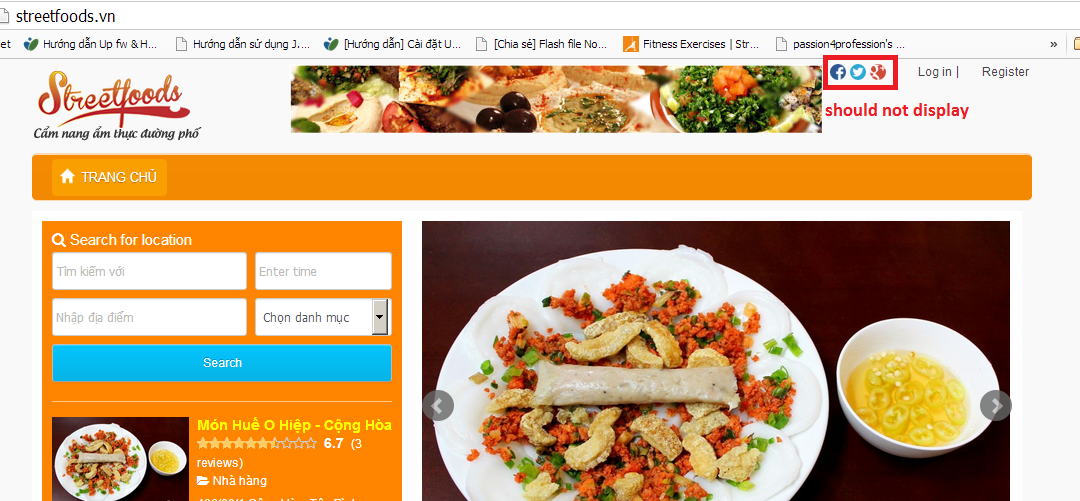 streetfoods.vn
et Hướng dẫn Up fw & H... Hướng dẫn sử dụng J.... [Hướng dẫn] Cài đặt U... [Chia sẻ] Flash file No... Fitness Exercises | Str... passion4profession's ... »
Streetfoods
Cẩm nang ẩm thực đường phố
Log in | Register
should not display
TRANG CHỦ
Search for location
Tìm kiếm với Enter time
Nhập địa điểm Chọn danh mục
Search
Món Huế O Hiệp - Cộng Hòa
6.7 (3
reviews)
Nhà hàng